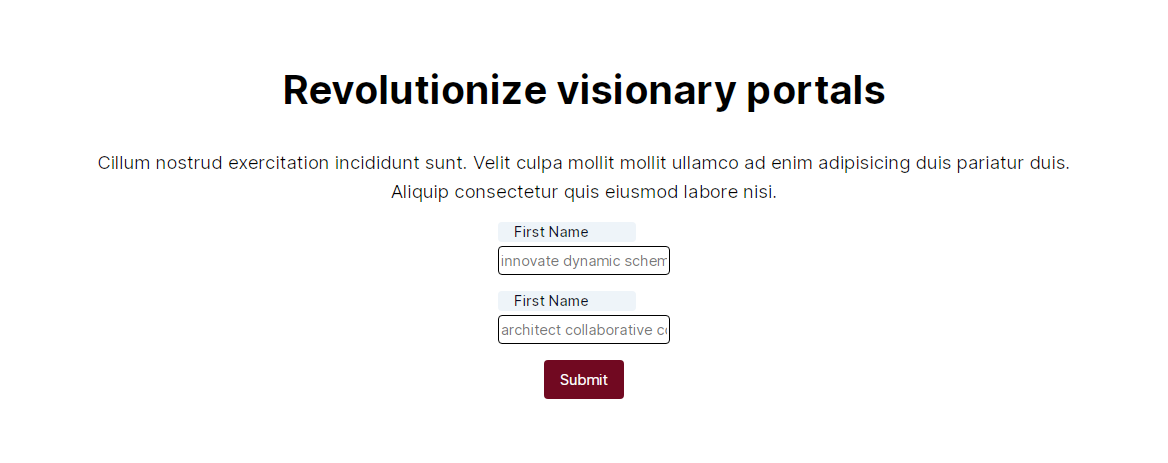 Revolutionize visionary portals
Cillum nostrud exercitation incididunt sunt. Velit culpa mollit mollit ullamco ad enim adipisicing duis pariatur duis.
Aliquip consectetur quis eiusmod labore nisi.
First Name
innovate dynamic schem
First Name
architect collaborative
Submit